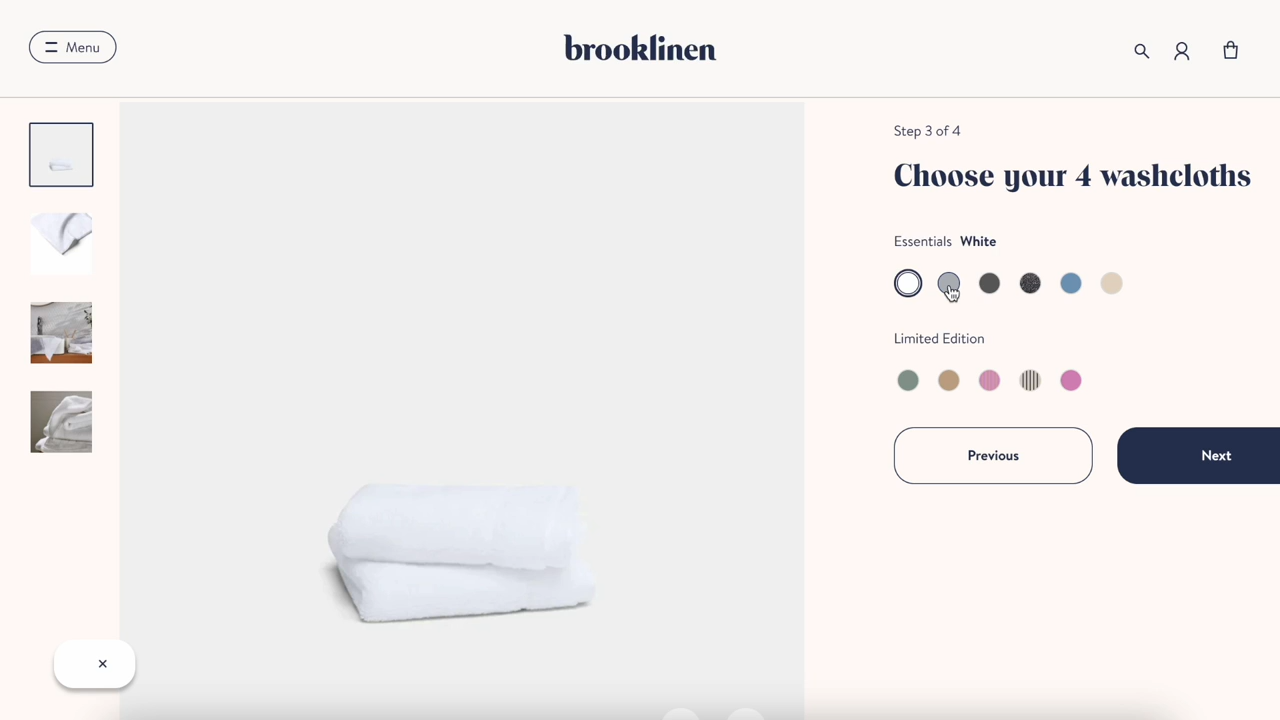 Menu
brooklinen
Step 3 of 4
Choose your 4 washcloths
Essentials White
Limited Edition
Previous
Next